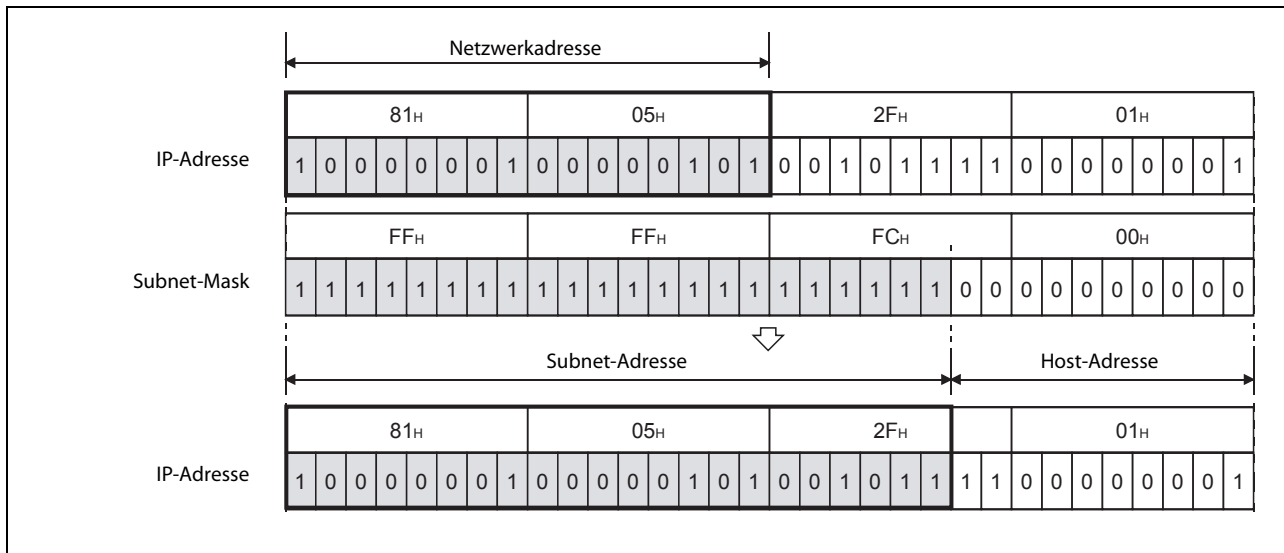 Netzwerkadresse
81H 05H 2FH 01H
IP-Adresse 1 0 0 0 0 0 0 1 0 0 0 0 0 1 0 1 0 0 1 0 1 1 1 1 0 0 0 0 0 0 0 1
FFH FFH FCH 00H
Subnet-Mask 1 1 1 1 1 1 1 1 1 1 1 1 1 1 1 1 1 1 1 1 1 1 0 0 0 0 0 0 0 0 0 0
Subnet-Adresse Host-Adresse
81H 05H 2FH 01H
IP-Adresse 1 0 0 0 0 0 0 1 0 0 0 0 0 1 0 1 0 0 1 0 1 1 1 1 0 0 0 0 0 0 0 1